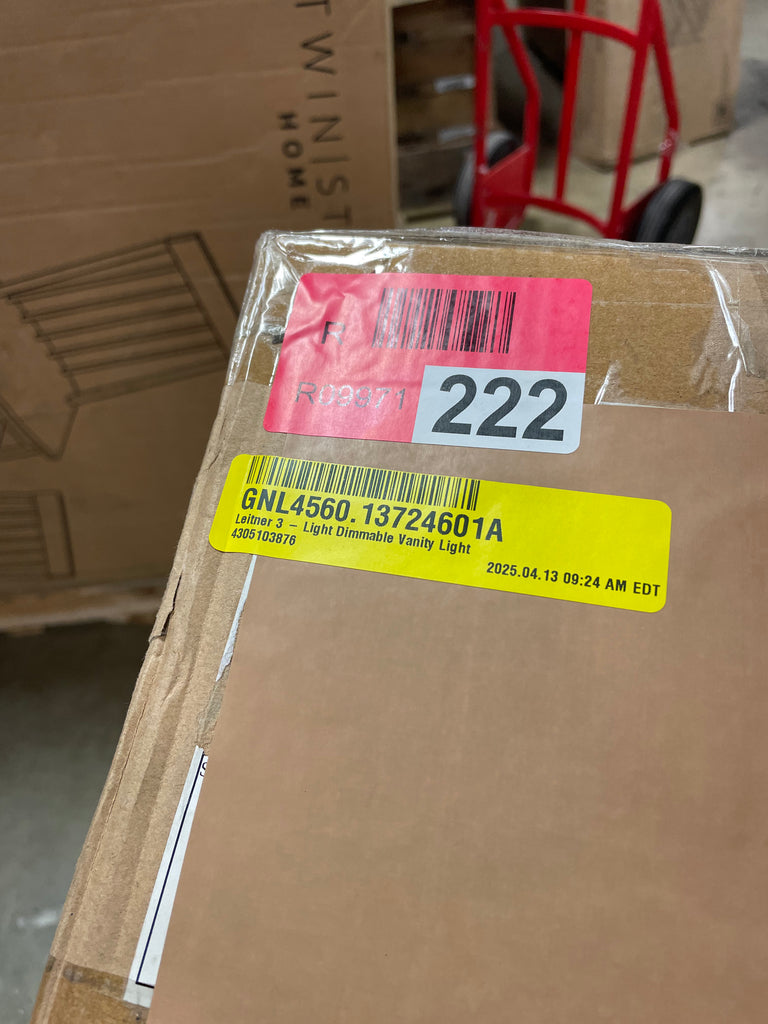 TWINIST
HOME
R
R09971
222
GNL4560.13724601A
Leitner 3 – Light Dimmable Vanity Light
4305103876
2025.04.13 09:24 AM EDT